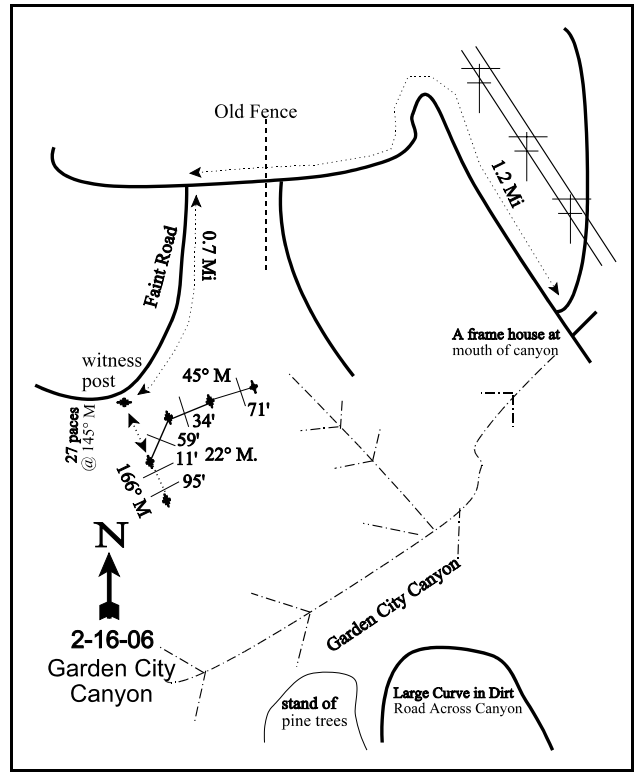 Old Fence
1.2 Mi
0.7 Mi
Faint Road
A frame house at
mouth of canyon
witness
post
45° M
71'
34'
27 paces
@ 145° M
59'
11'
22° M.
95'
166° M
N
2-16-06
Garden City
Canyon
Garden City Canyon
stand of
pine trees
Large Curve in Dirt
Road Across Canyon